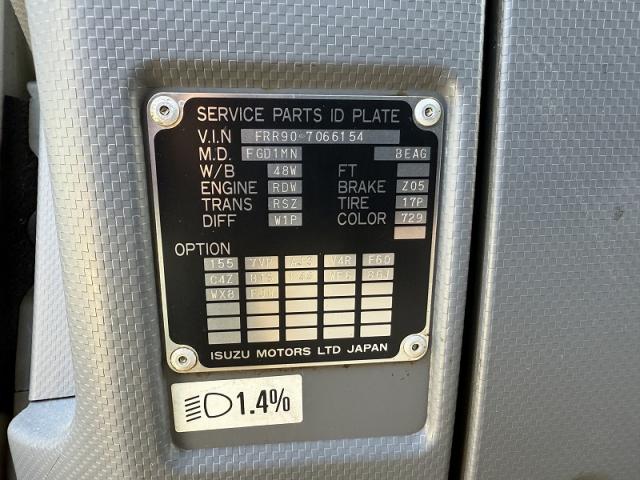 SERVICE PARTS ID PLATE
V.I.N FRR90-7066154
M.D. FGD1MN 8EAG
W/B 48W FT
ENGINE RDW BRAKE Z05
TRANS RSZ TIRE 17P
DIFF W1P COLOR 729
OPTION
155 V4R F60
C4Z
WX8
ISUZU MOTORS LTD JAPAN
1.4%